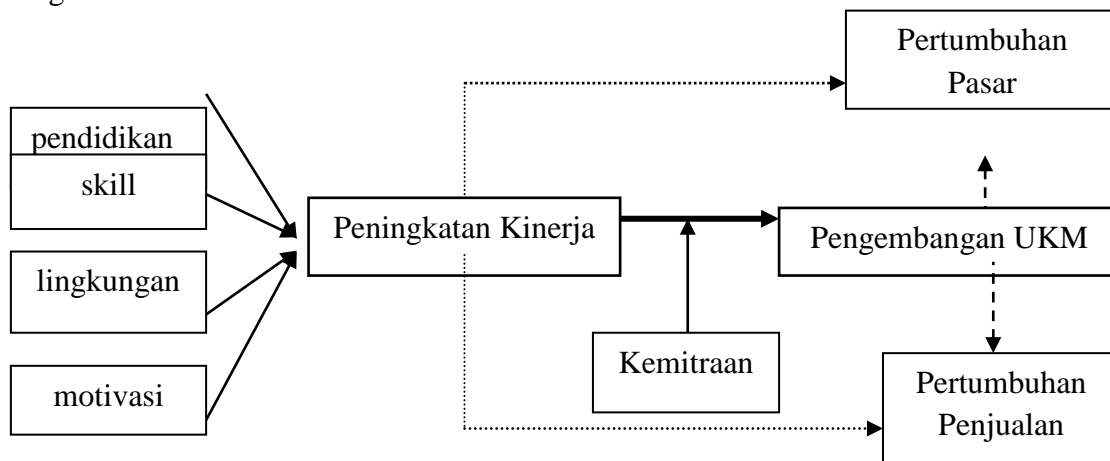 Pertumbuhan
Pasar
pendidikan
skill
Peningkatan Kinerja
Pengembangan UKM
lingkungan
Kemitraan
motivasi
Pertumbuhan
Penjualan